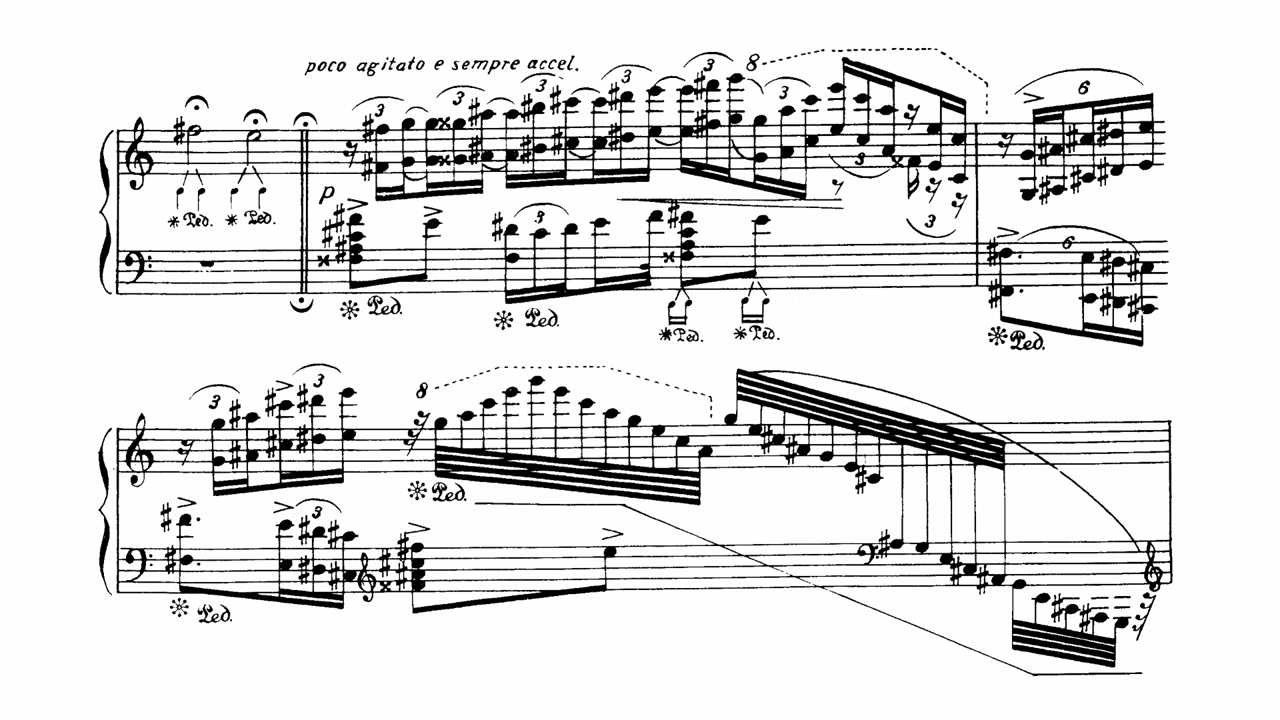 poco agitato e sempre accel.
3 3 3 3 3 8 3 6
p
3 3
* Ped. * Ped.
3 6
* Ped. * Ped. * Ped. * Ped. * Ped.
3 3 8
* Ped.
3
* Ped.